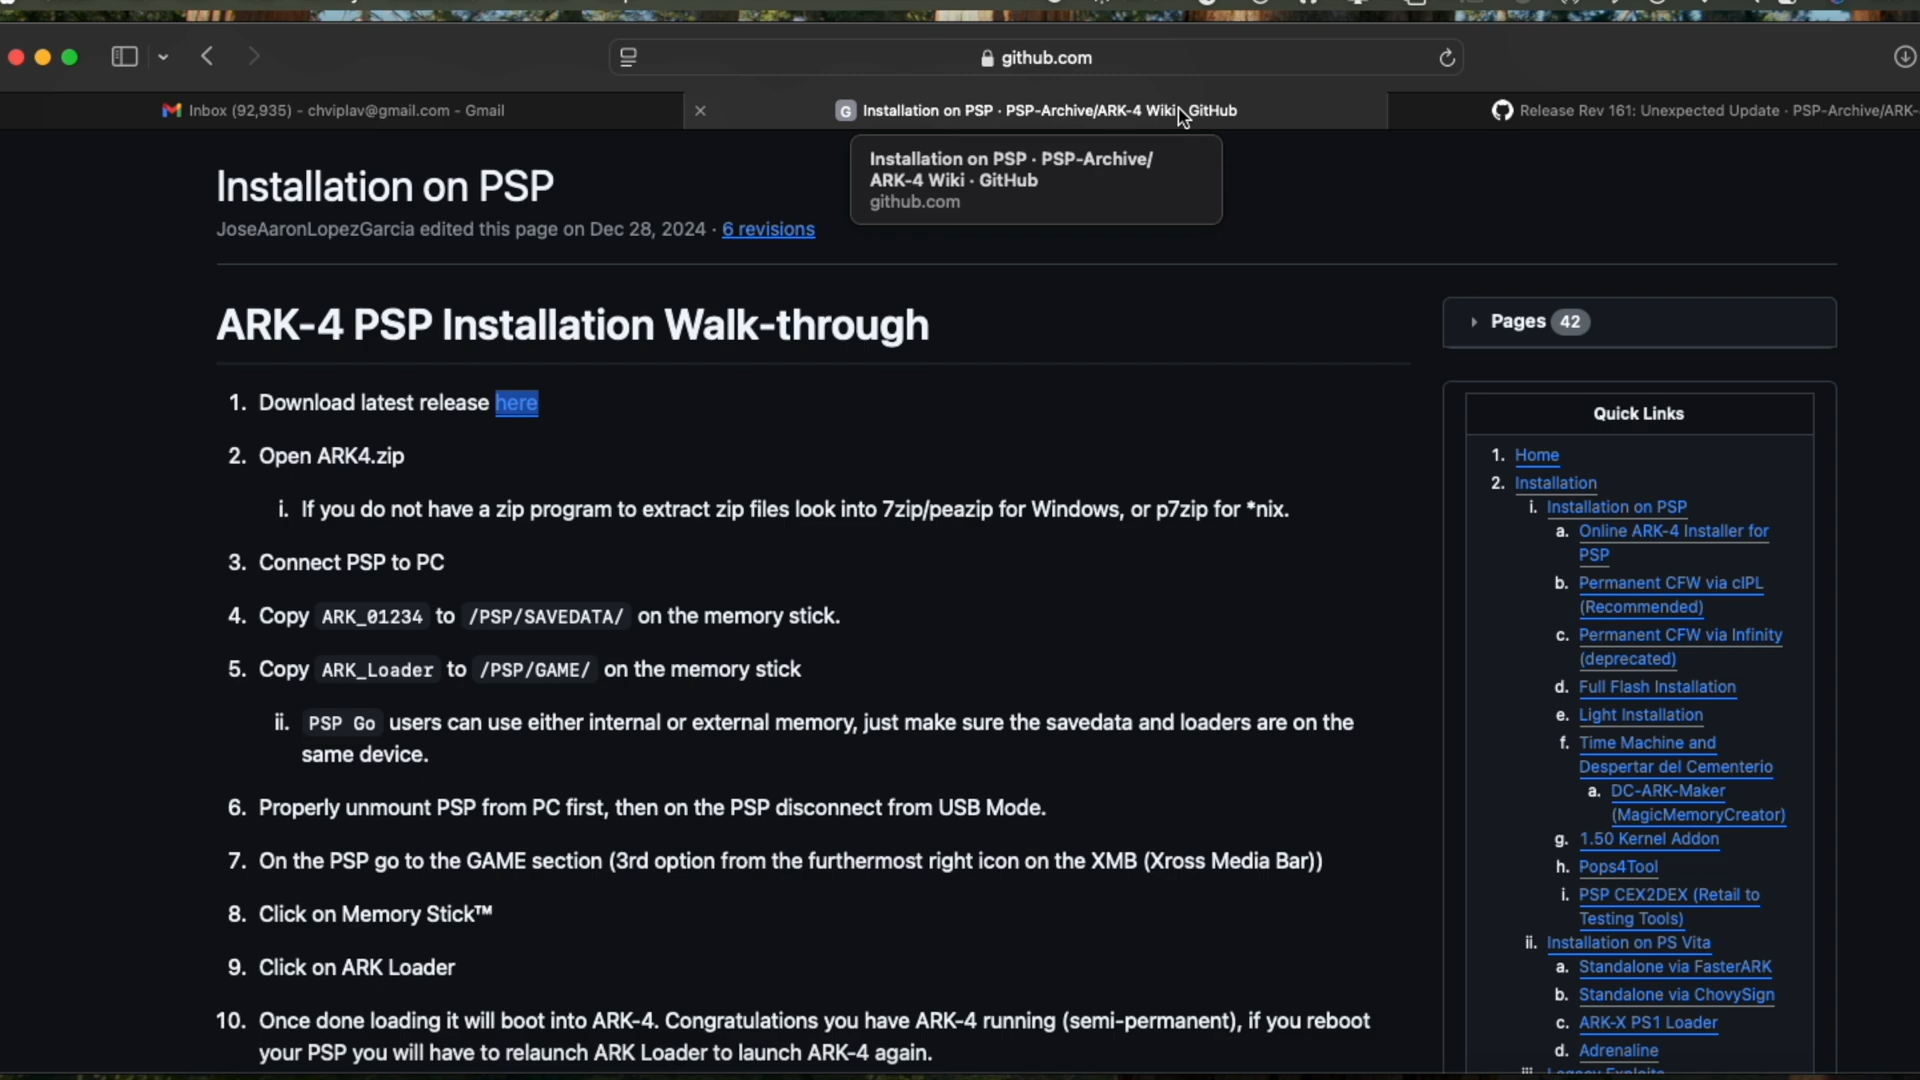 github.com
Inbox (92,935) - chviplav@gmail.com - Gmail
G Installation on PSP · PSP-Archive/ARK-4 Wiki · GitHub
Release Rev 161: Unexpected Update · PSP-Archive/ARK-
Installation on PSP · PSP-Archive/
ARK-4 Wiki · GitHub
github.com
Installation on PSP
JoseAaronLopezGarcia edited this page on Dec 28, 2024 · 6 revisions
ARK-4 PSP Installation Walk-through
1. Download latest release here
2. Open ARK4.zip
i. If you do not have a zip program to extract zip files look into 7zip/peazip for Windows, or p7zip for *nix.
3. Connect PSP to PC
4. Copy ARK_01234 to /PSP/SAVEDATA/ on the memory stick.
5. Copy ARK_Loader to /PSP/GAME/ on the memory stick
ii. PSP Go users can use either internal or external memory, just make sure the savedata and loaders are on the
same device.
6. Properly unmount PSP from PC first, then on the PSP disconnect from USB Mode.
7. On the PSP go to the GAME section (3rd option from the furthermost right icon on the XMB (Xross Media Bar))
8. Click on Memory Stick™
9. Click on ARK Loader
10. Once done loading it will boot into ARK-4. Congratulations you have ARK-4 running (semi-permanent), if you reboot
your PSP you will have to relaunch ARK Loader to launch ARK-4 again.
Pages 42
Quick Links
1. Home
2. Installation
i. Installation on PSP
a. Online ARK-4 Installer for
PSP
b. Permanent CFW via cIPL
(Recommended)
c. Permanent CFW via Infinity
(deprecated)
d. Full Flash Installation
e. Light Installation
f. Time Machine and
Despertar del Cementerio
a. DC-ARK-Maker
(MagicMemoryCreator)
g. 1.50 Kernel Addon
h. Pops4Tool
i. PSP CEX2DEX (Retail to
Testing Tools)
ii. Installation on PS Vita
a. Standalone via FasterARK
b. Standalone via ChovySign
c. ARK-X PS1 Loader
d. Adrenaline
iii. Legacy Exploits